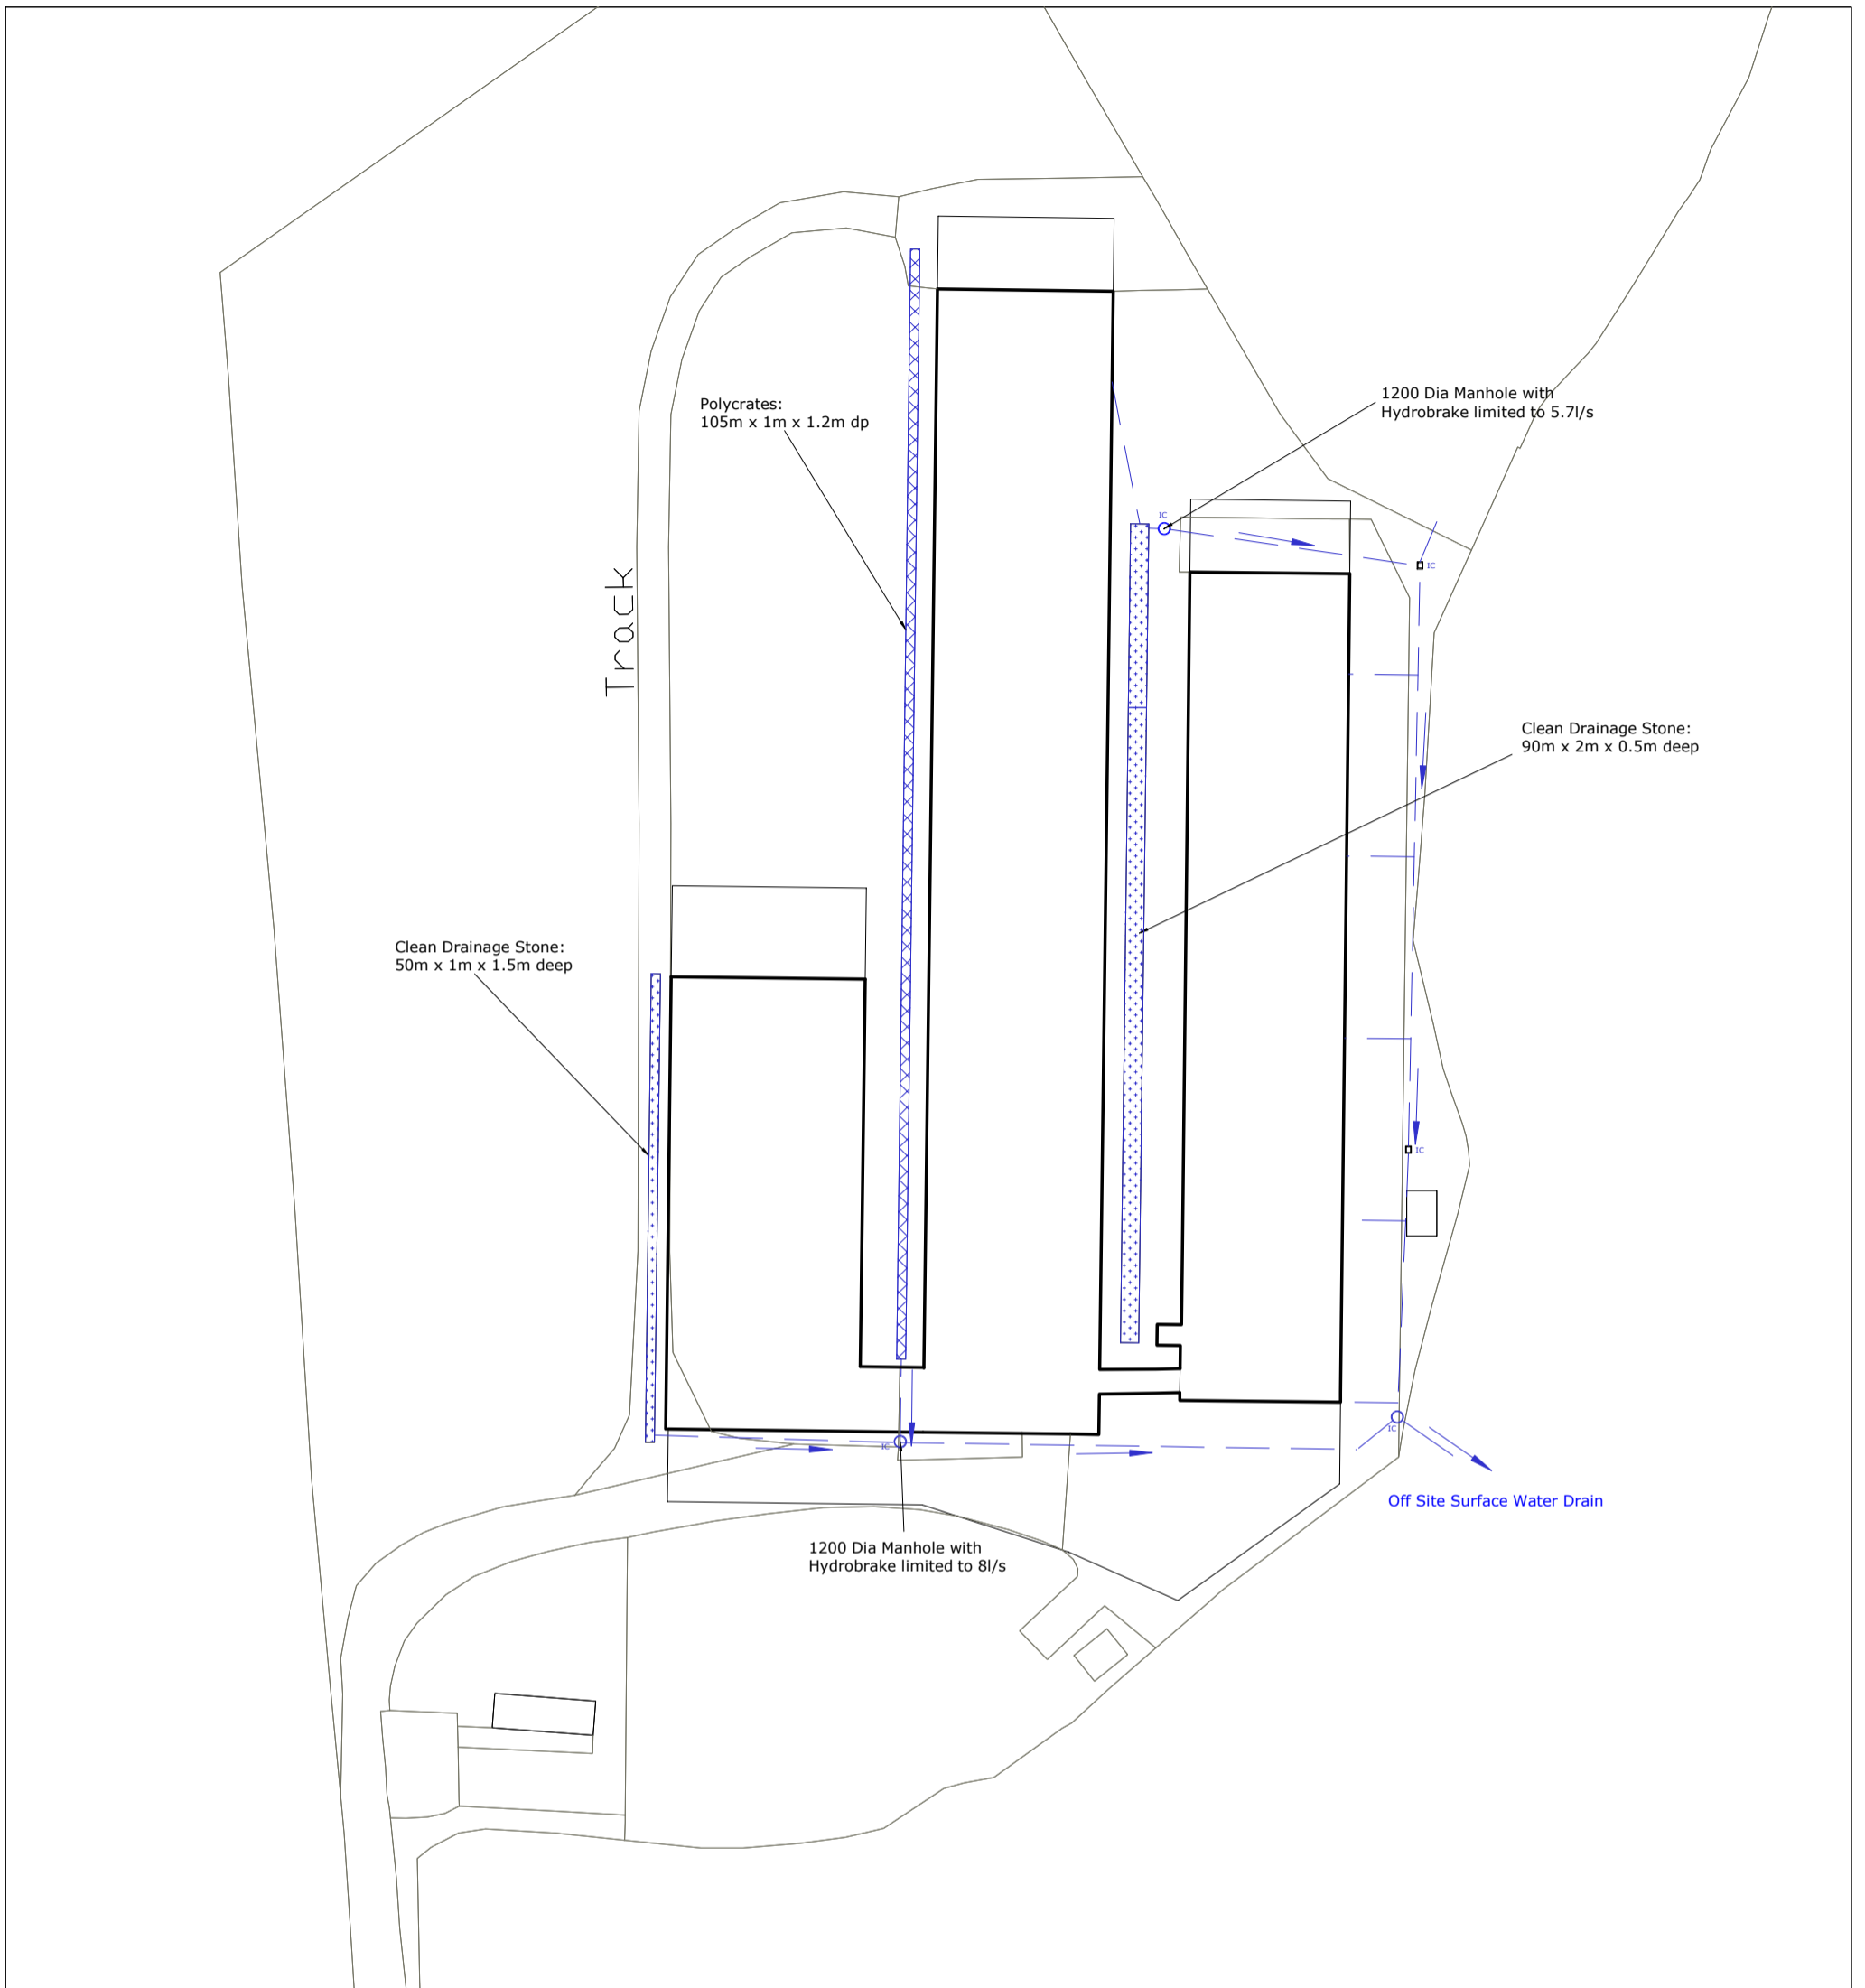 1200 Dia Manhole with
Hydrobrake limited to 5.7l/s
Polycrates:
105m x 1m x 1.2m dp
IC
IC
Track
Clean Drainage Stone:
90m x 2m x 0.5m deep
Clean Drainage Stone:
50m x 1m x 1.5m deep
IC
IC
IC
Off Site Surface Water Drain
1200 Dia Manhole with
Hydrobrake limited to 8l/s